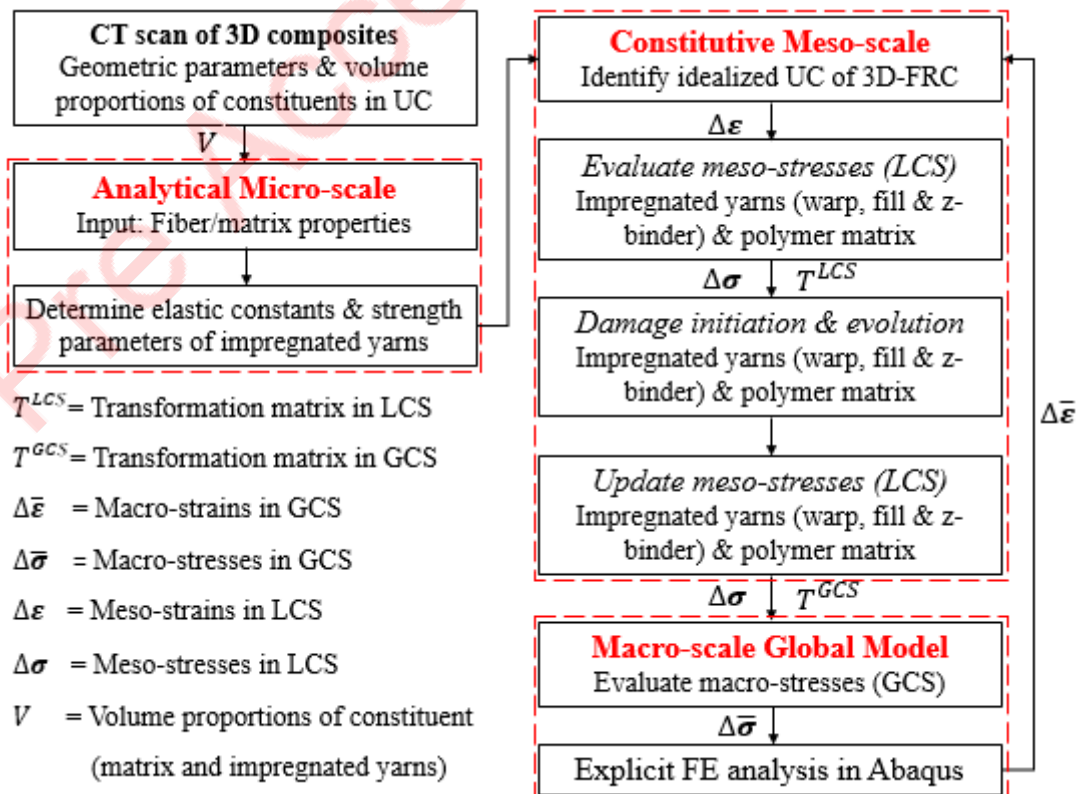 CT scan of 3D composites
Geometric parameters & volume
proportions of constituents in UC
V
Analytical Micro-scale
Input: Fiber/matrix properties
Determine elastic constants & strength
parameters of impregnated yarns
T^LCS = Transformation matrix in LCS
T^GCS = Transformation matrix in GCS
Δε̄ = Macro-strains in GCS
Δσ̄ = Macro-stresses in GCS
Δε = Meso-strains in LCS
Δσ = Meso-stresses in LCS
V = Volume proportions of constituent
(matrix and impregnated yarns)
Constitutive Meso-scale
Identify idealized UC of 3D-FRC
Δε
Evaluate meso-stresses (LCS)
Impregnated yarns (warp, fill & z-
binder) & polymer matrix
Δσ T^LCS
Damage initiation & evolution
Impregnated yarns (warp, fill & z-
binder) & polymer matrix
Update meso-stresses (LCS)
Impregnated yarns (warp, fill & z-
binder) & polymer matrix
Δσ T^GCS
Macro-scale Global Model
Evaluate macro-stresses (GCS)
Δσ̄
Explicit FE analysis in Abaqus
Δε̄
Pre Acce